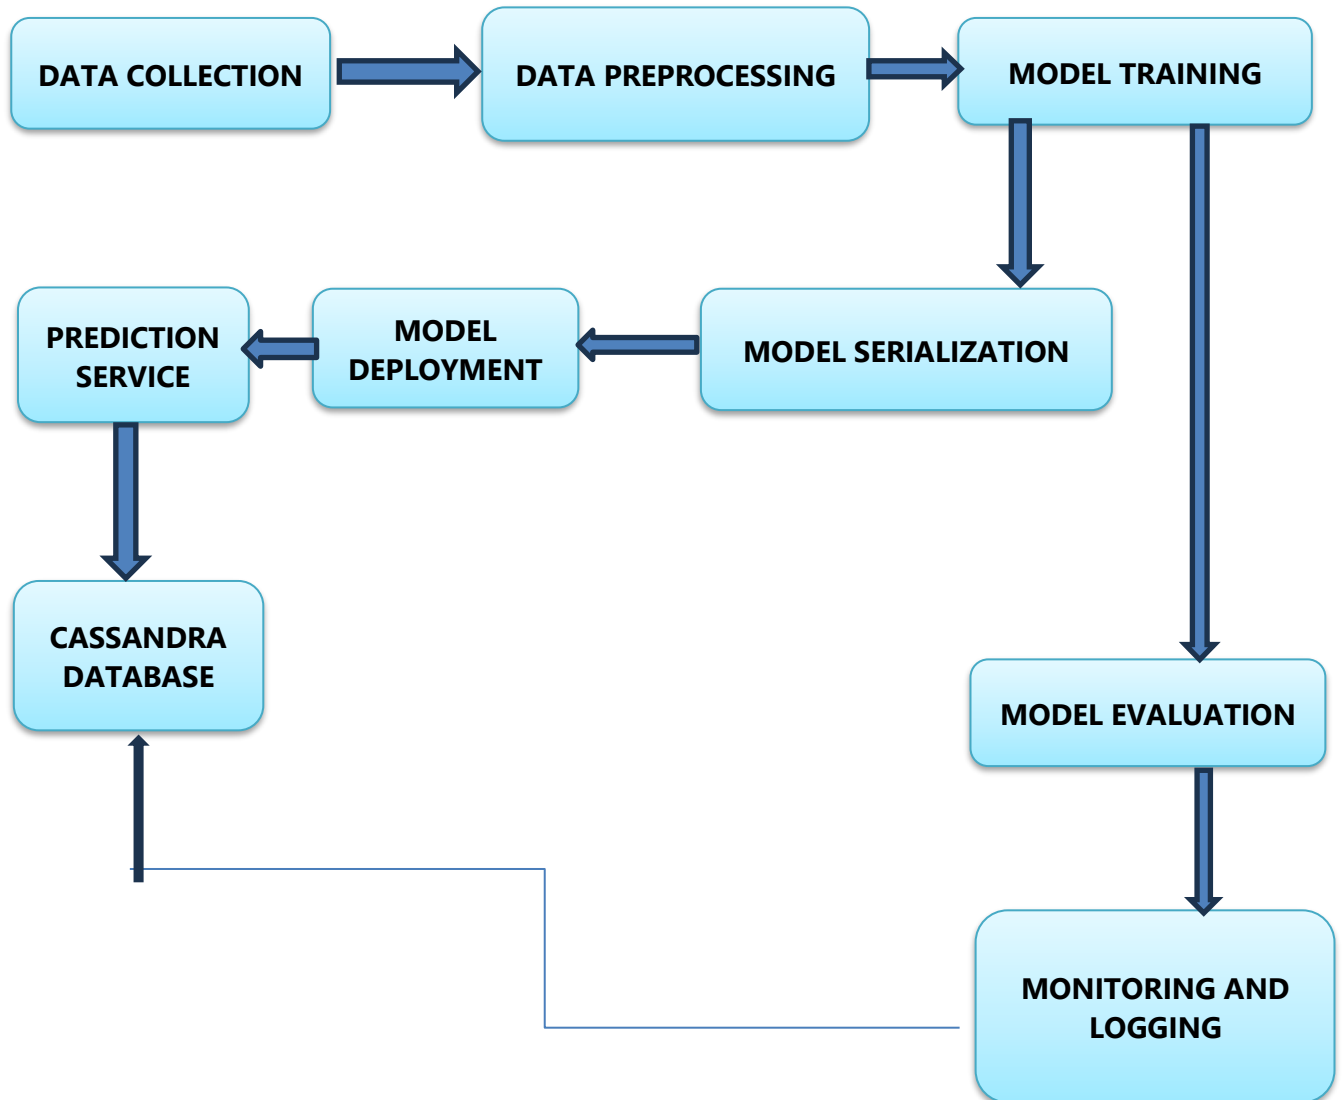 DATA COLLECTION
DATA PREPROCESSING
MODEL TRAINING
PREDICTION
SERVICE
MODEL
DEPLOYMENT
MODEL SERIALIZATION
CASSANDRA
DATABASE
MODEL EVALUATION
MONITORING AND
LOGGING